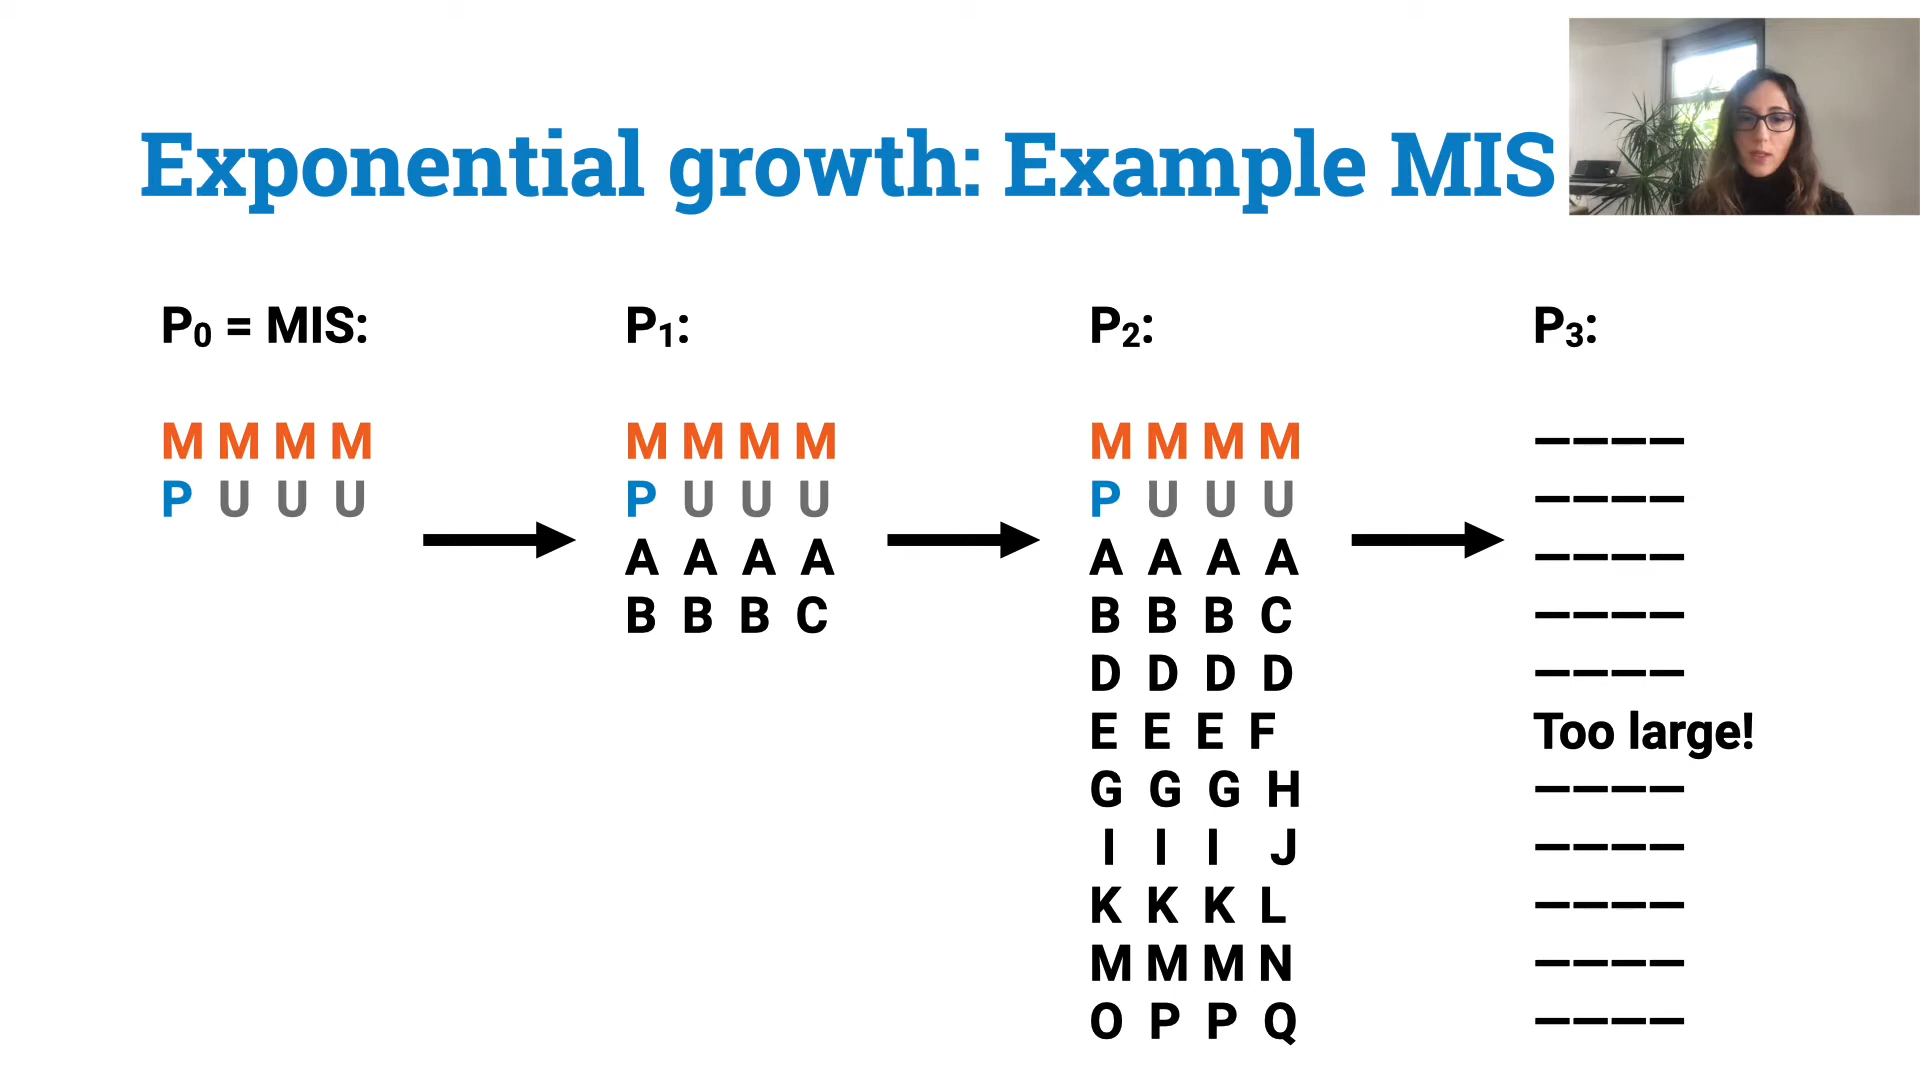 Exponential growth: Example MIS
P₀ = MIS:
M M M M
P U U U
P₁:
M M M M
P U U U
A A A A
B B B C
P₂:
M M M M
P U U U
A A A A
B B B C
D D D D
E E E F
G G G H
I I I J
K K K L
M M M N
O P P Q
P₃:
————
————
————
————
————
Too large!
————
————
————
————
————